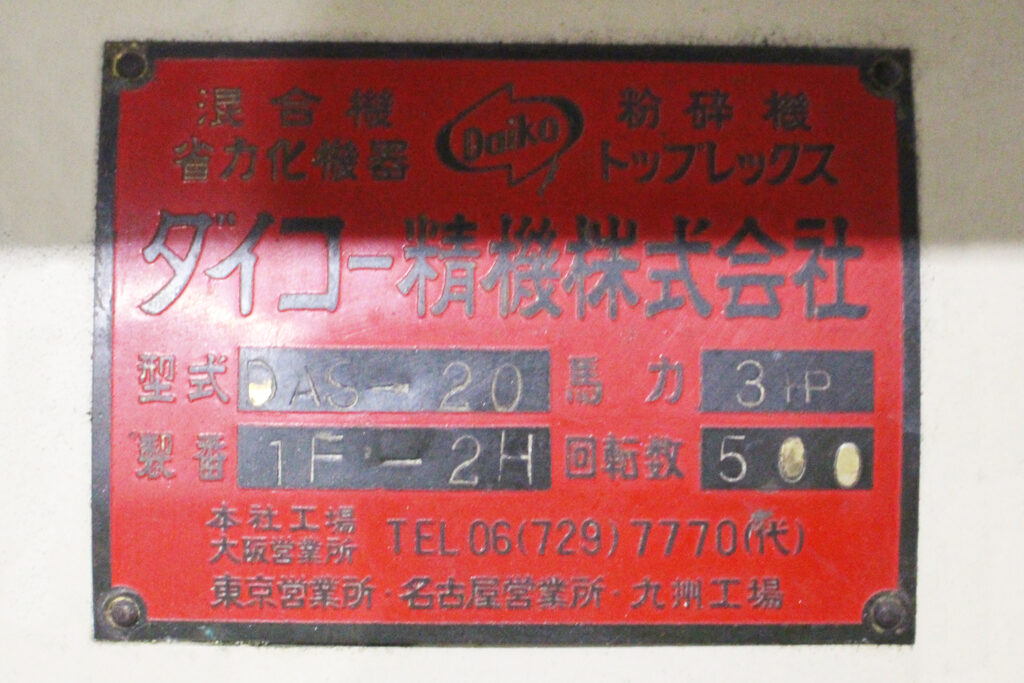 混合機 Daiko 粉砕機
省力化機器 トップレックス
ダイコー精機株式会社
型式 DAS-20 馬力 3HP
製番 1F-2H 回転数 500
本社工場
大阪営業所 TEL 06(729)7770(代)
東京営業所・名古屋営業所・九州工場